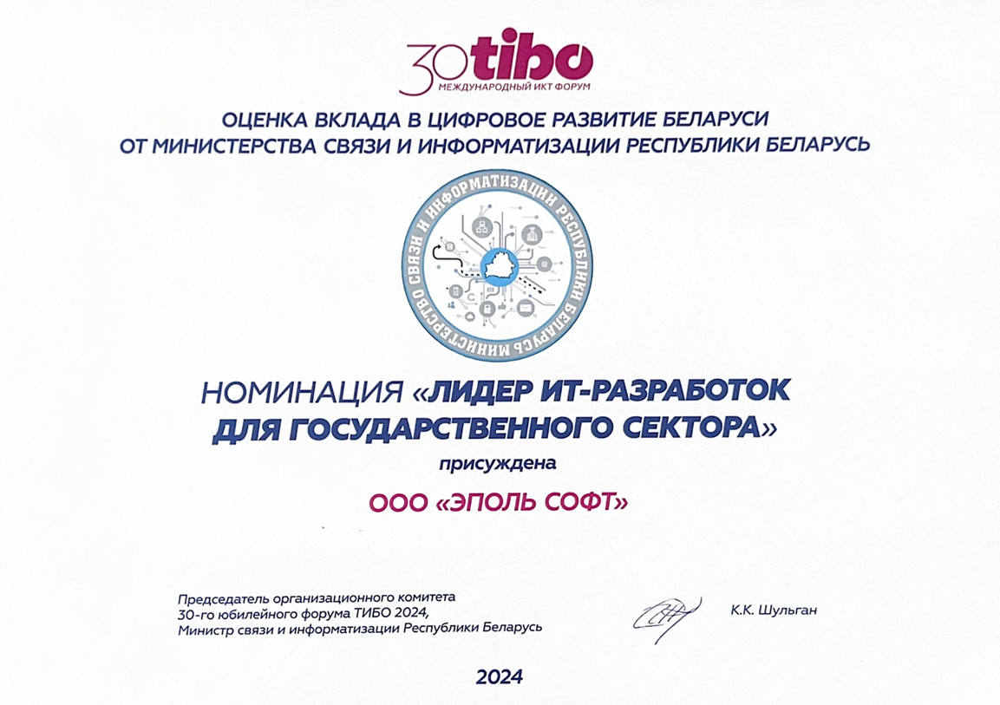 30 tibo
МЕЖДУНАРОДНЫЙ ИКТ ФОРУМ
ОЦЕНКА ВКЛАДА В ЦИФРОВОЕ РАЗВИТИЕ БЕЛАРУСИ
ОТ МИНИСТЕРСТВА СВЯЗИ И ИНФОРМАТИЗАЦИИ РЕСПУБЛИКИ БЕЛАРУСЬ
МИНИСТЕРСТВО СВЯЗИ И ИНФОРМАТИЗАЦИИ РЕСПУБЛИКИ БЕЛАРУСЬ
НОМИНАЦИЯ «ЛИДЕР ИТ-РАЗРАБОТОК
ДЛЯ ГОСУДАРСТВЕННОГО СЕКТОРА»
присуждена
ООО «ЭПОЛЬ СОФТ»
Председатель организационного комитета
30-го юбилейного форума ТИБО 2024,
Министр связи и информатизации Республики Беларусь
К.К. Шульган
2024